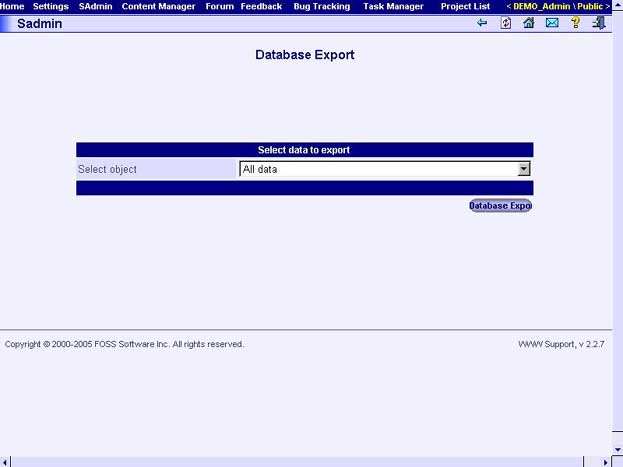 Home Settings SAdmin Content Manager Forum Feedback Bug Tracking Task Manager Project List < DEMO_Admin \ Public >
Sadmin
Database Export
Select data to export
Select object All data
Database Expor
Copyright © 2000-2005 FOSS Software Inc. All rights reserved. WWW Support, v 2.2.7